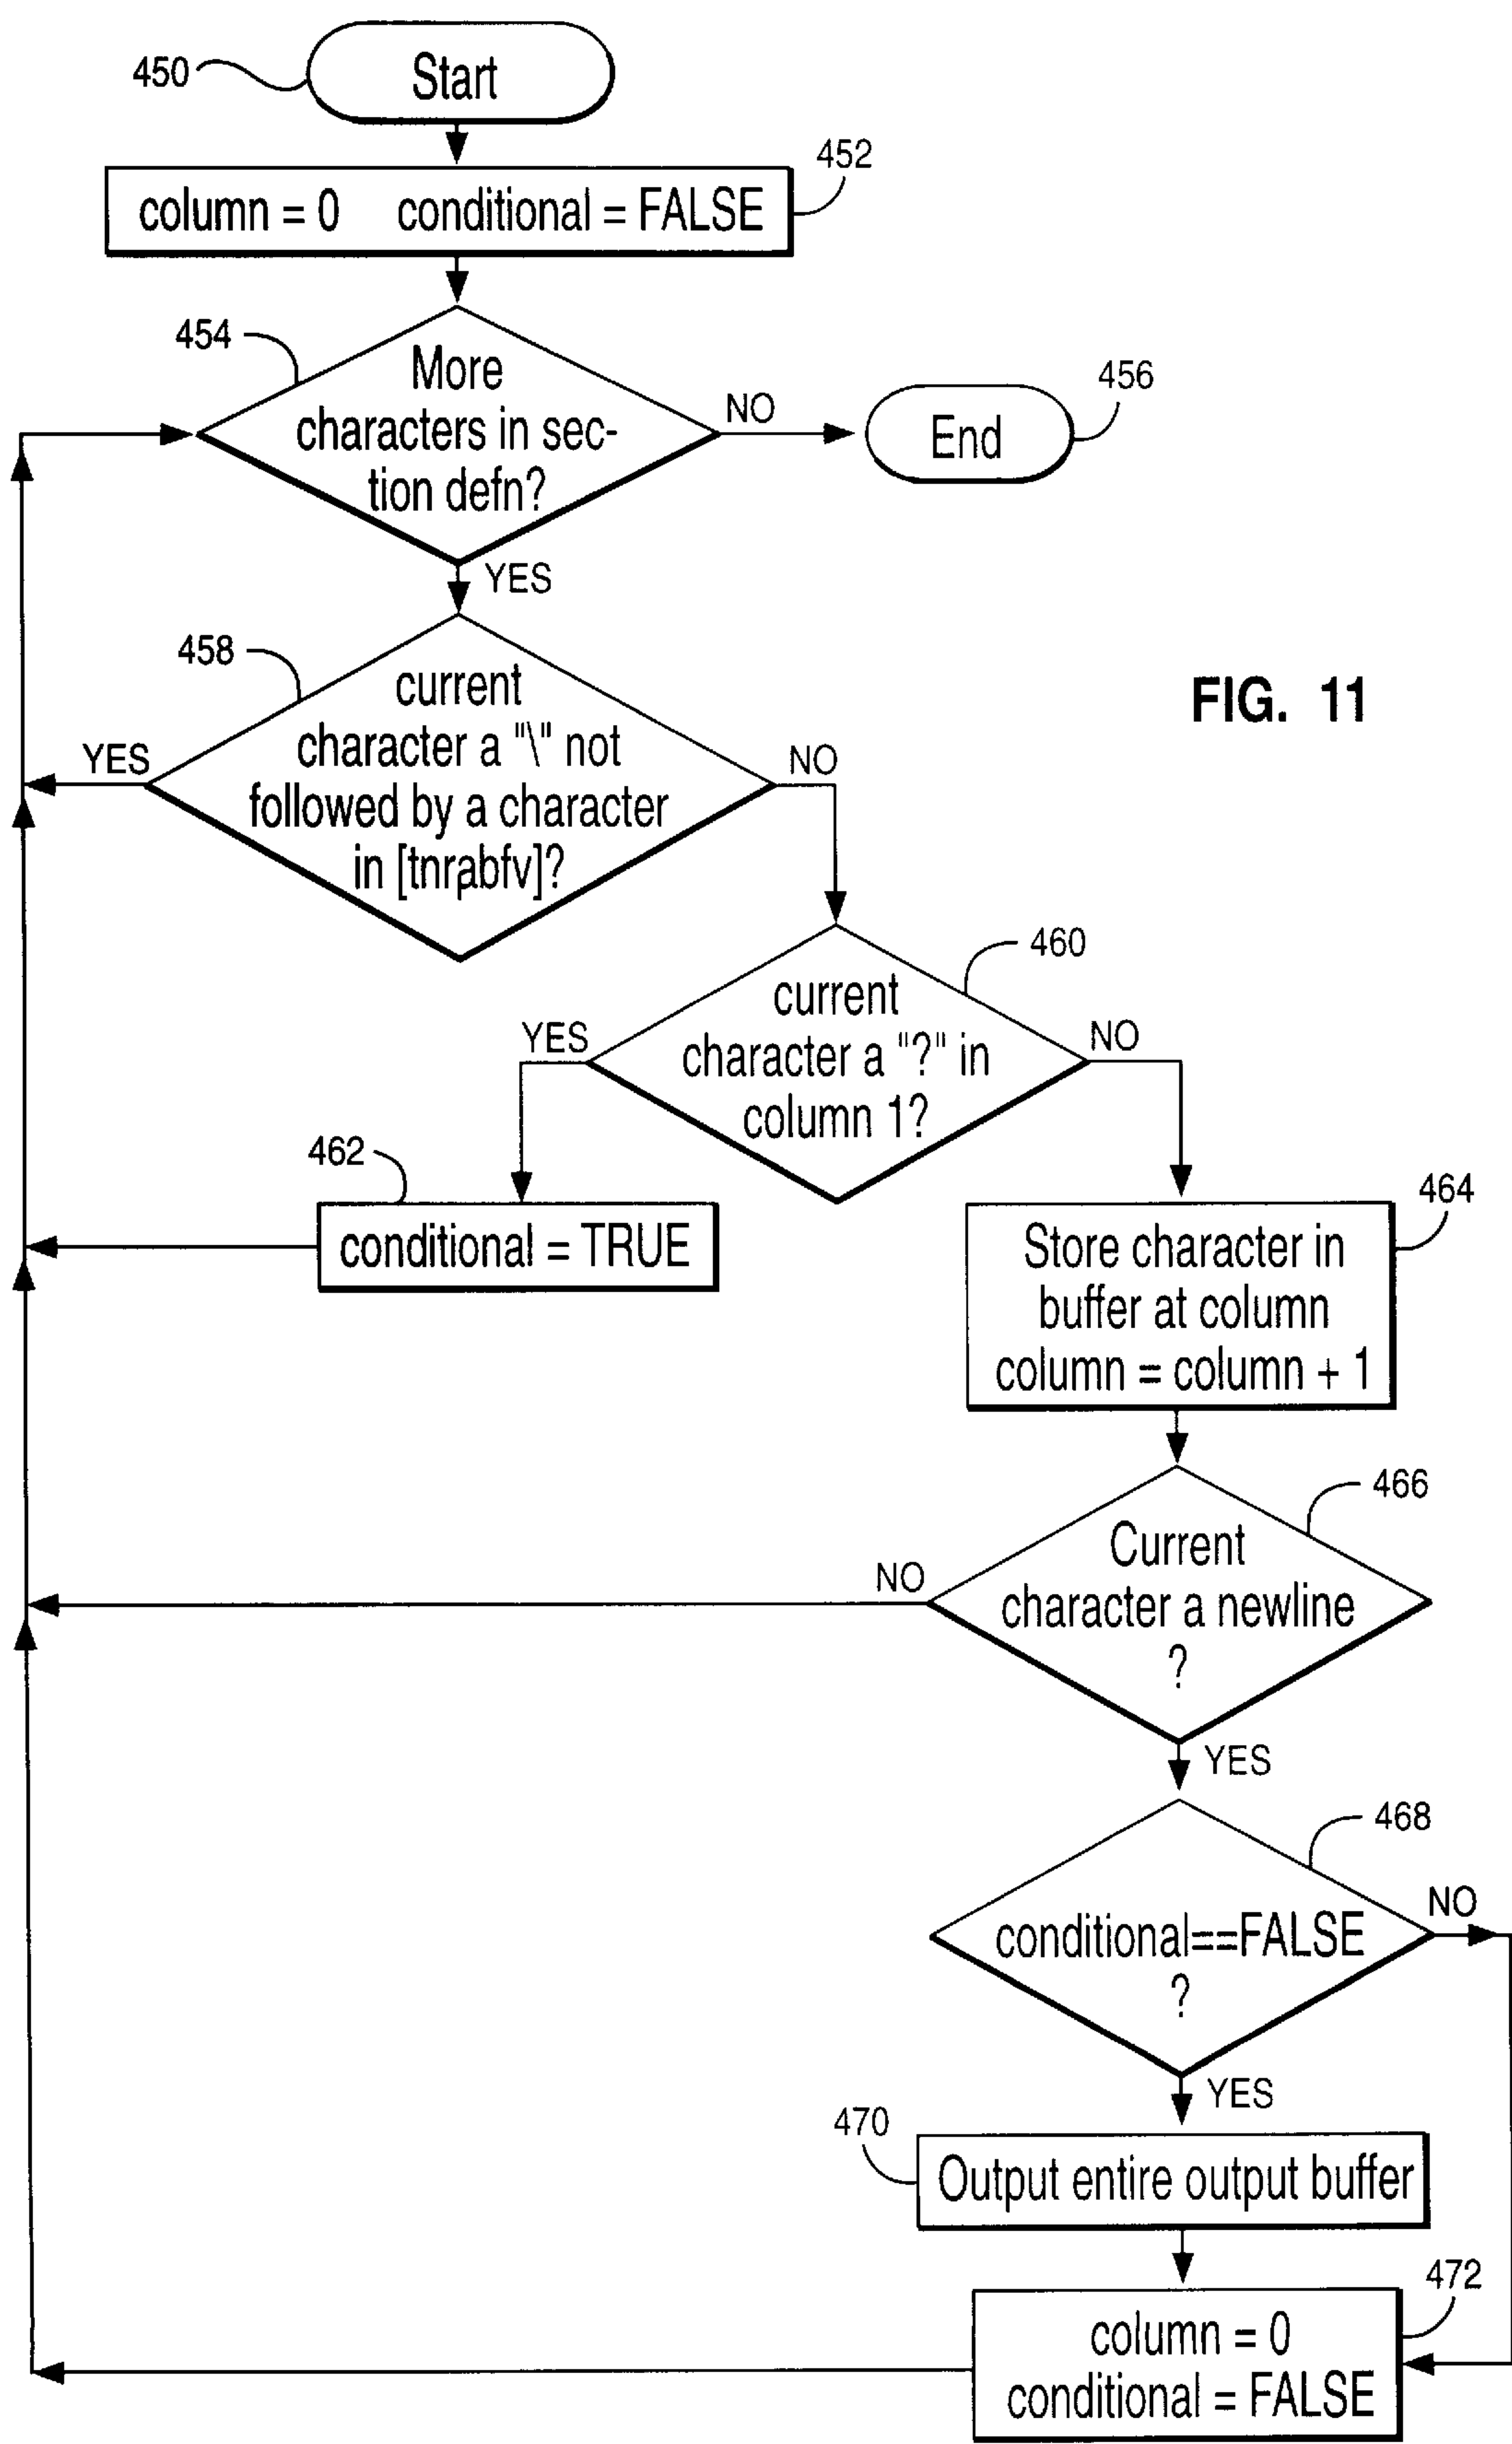 450
Start
452
column = 0 conditional = FALSE
454
More
characters in sec-
tion defn?
NO
456
End
YES
458
current
character a "\" not
followed by a character
in [tnrabfv]?
YES
NO
FIG. 11
460
current
character a "?" in
column 1?
YES
NO
462
conditional = TRUE
464
Store character in
buffer at column
column = column + 1
466
Current
character a newline
?
NO
YES
468
conditional==FALSE
?
NO
YES
470
Output entire output buffer
472
column = 0
conditional = FALSE